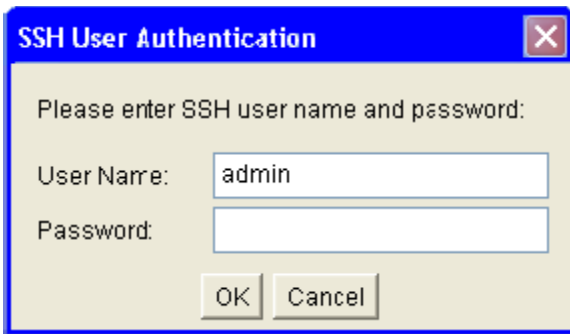 SSH User Authentication
Please enter SSH user name and password:
User Name:
admin
Password:
OK
Cancel